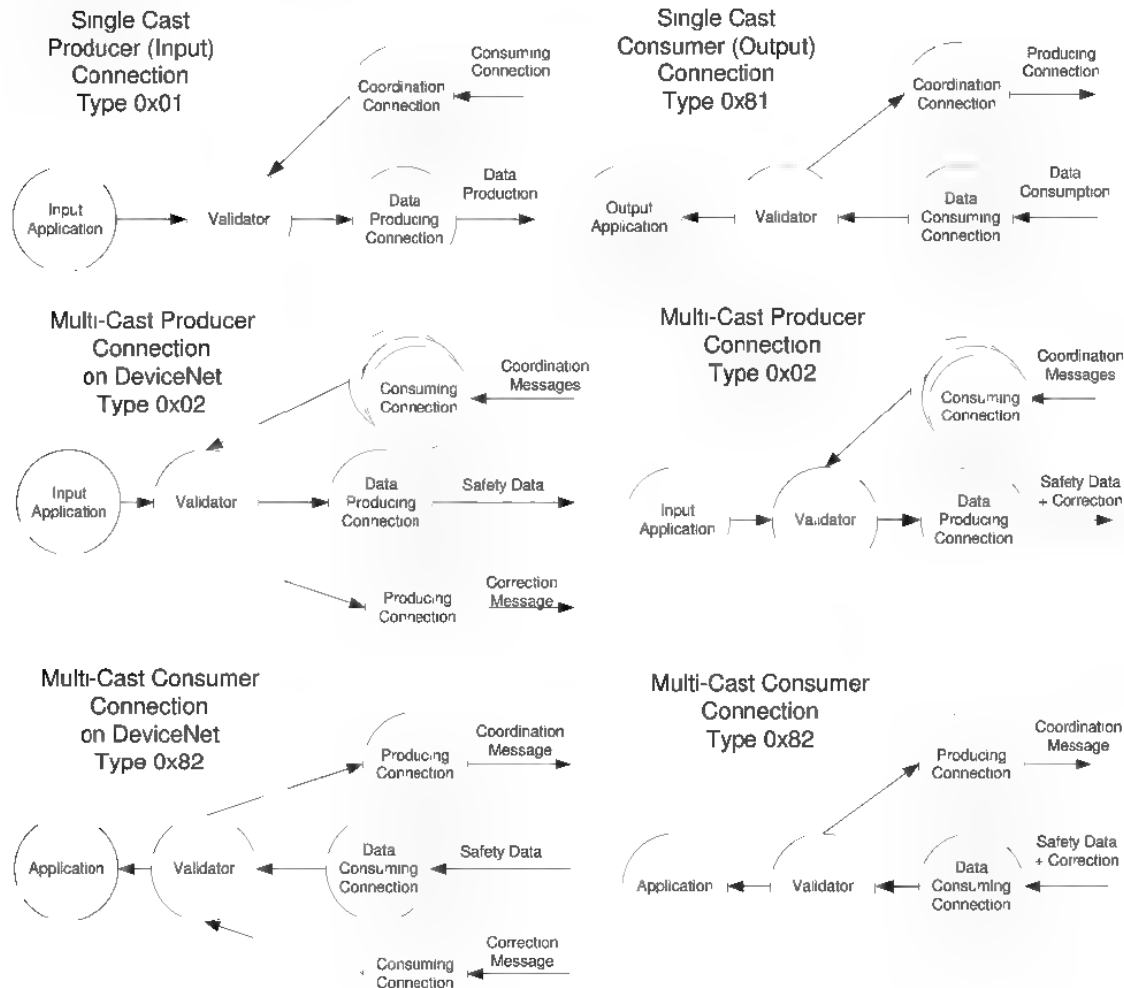 Single Cast
Producer (Input)
Connection
Type 0x01
Consuming
Connection
Coordination
Connection
Input
Application
Validator
Data
Producing
Connection
Data
Production
Single Cast
Consumer (Output)
Connection
Type 0x81
Producing
Connection
Coordination
Connection
Output
Application
Validator
Data
Consuming
Connection
Data
Consumption
Multi-Cast Producer
Connection
on DeviceNet
Type 0x02
Coordination
Messages
Consuming
Connection
Input
Application
Validator
Data
Producing
Connection
Safety Data
Producing
Connection
Correction
Message
Multi-Cast Producer
Connection
Type 0x02
Coordination
Messages
Consuming
Connection
Input
Application
Validator
Data
Producing
Connection
Safety Data
+ Correction
Multi-Cast Consumer
Connection
on DeviceNet
Type 0x82
Producing
Connection
Coordination
Message
Application
Validator
Data
Consuming
Connection
Safety Data
Consuming
Connection
Correction
Message
Multi-Cast Consumer
Connection
Type 0x82
Producing
Connection
Coordination
Message
Application
Validator
Data
Consuming
Connection
Safety Data
+ Correction